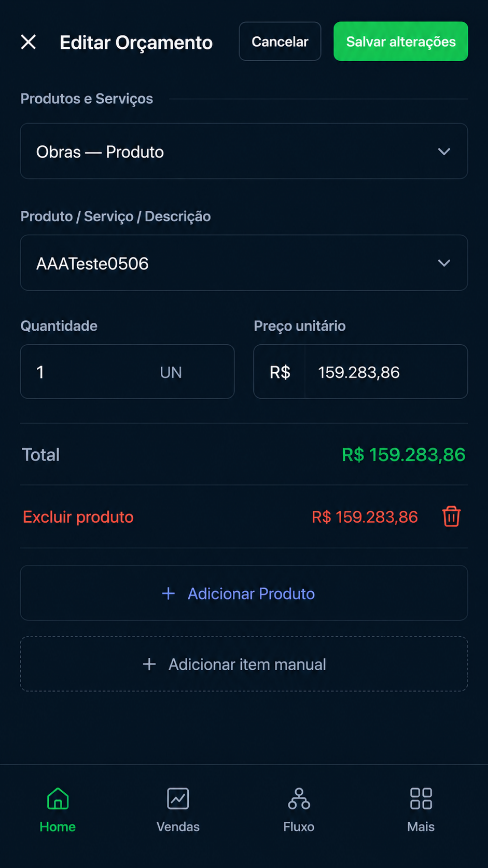 Editar Orçamento
Cancelar
Salvar alterações
Produtos e Serviços
Obras — Produto
Produto / Serviço / Descrição
AAATeste0506
Quantidade
Preço unitário
1 UN
R$ 159.283,86
Total R$ 159.283,86
Excluir produto R$ 159.283,86
+ Adicionar Produto
+ Adicionar item manual
Home Vendas Fluxo Mais